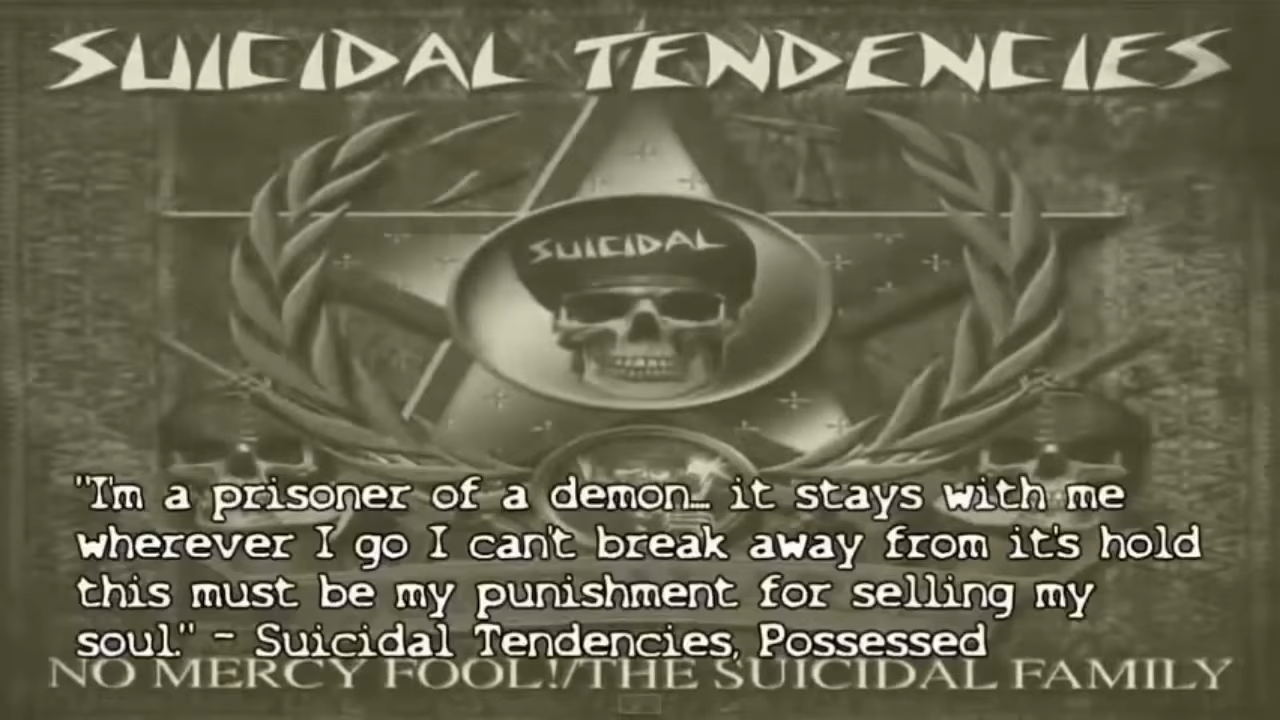 SUICIDAL TENDENCIES
SUICIDAL
"I'm a prisoner of a demon... it stays with me
wherever I go I can't break away from it's hold
this must be my punishment for selling my
soul." - Suicidal Tendencies, Possessed
NO MERCY FOOL!/THE SUICIDAL FAMILY